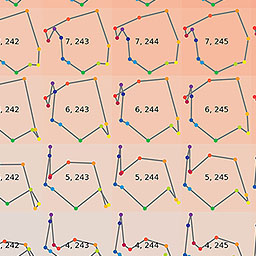 , 242 7, 243 7, 244 7, 245
, 242 6, 243 6, 244 6, 245
, 242 5, 243 5, 244 5, 245
, 242 4, 243 4, 244 4, 245